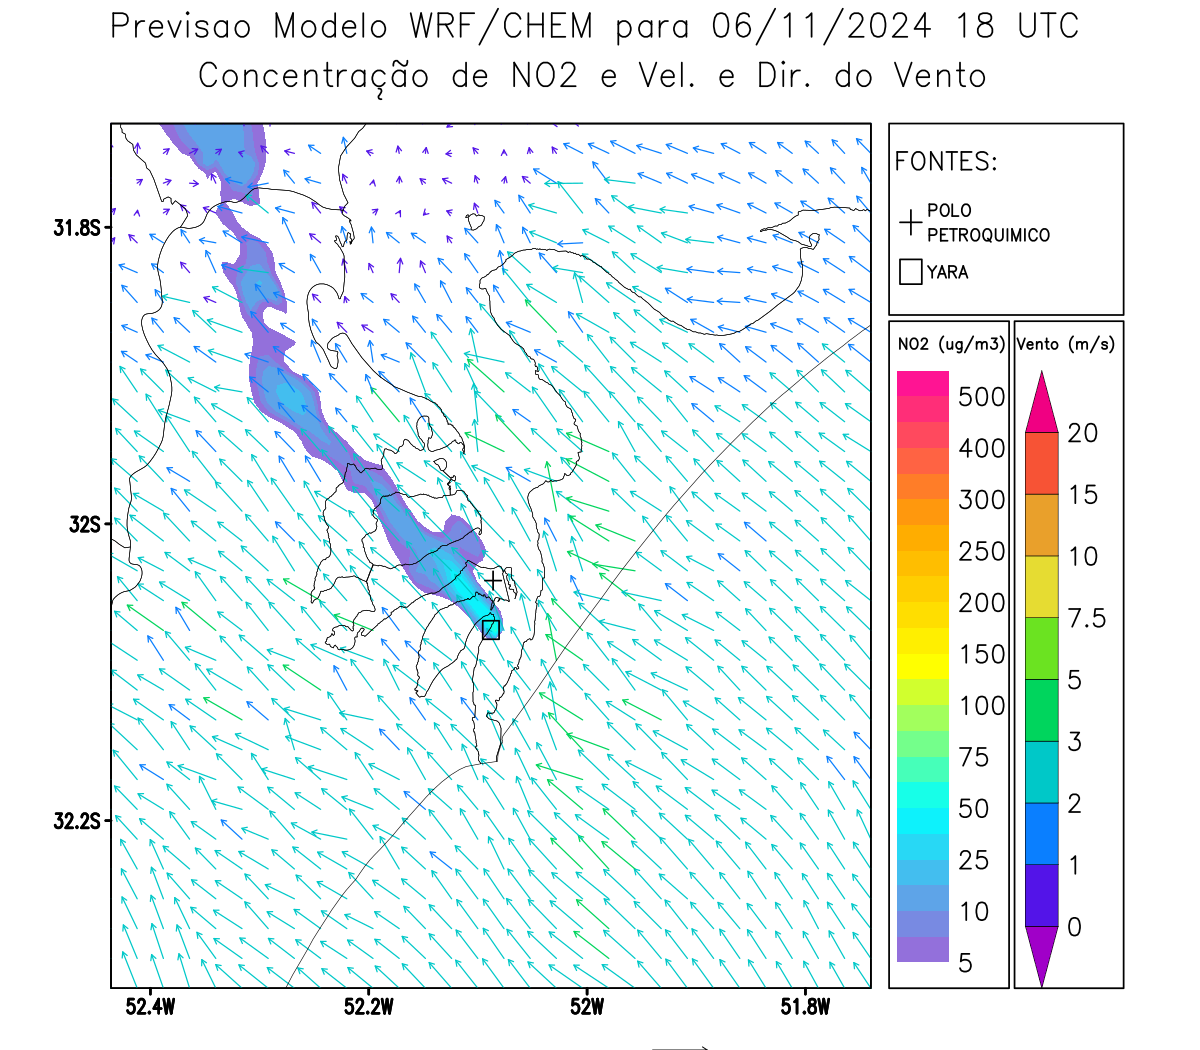 Previsao Modelo WRF/CHEM para 06/11/2024 18 UTC
Concentração de NO2 e Vel. e Dir. do Vento
FONTES:
POLO
PETROQUIMICO
YARA
NO2 (ug/m3)
500
400
300
250
200
150
100
75
50
25
10
5
Vento (m/s)
20
15
10
7.5
5
3
2
1
0
31.8S
32S
32.2S
52.4W
52.2W
52W
51.8W